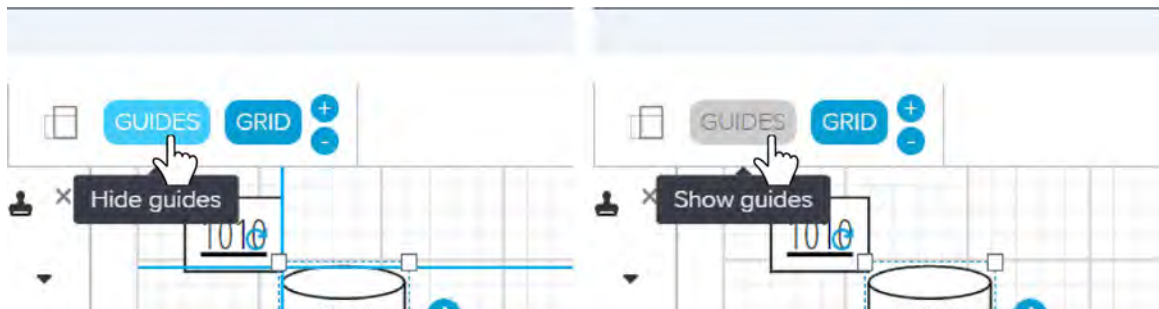 GUIDES GRID + -
Hide guides
1010
GUIDES GRID + -
Show guides
1010